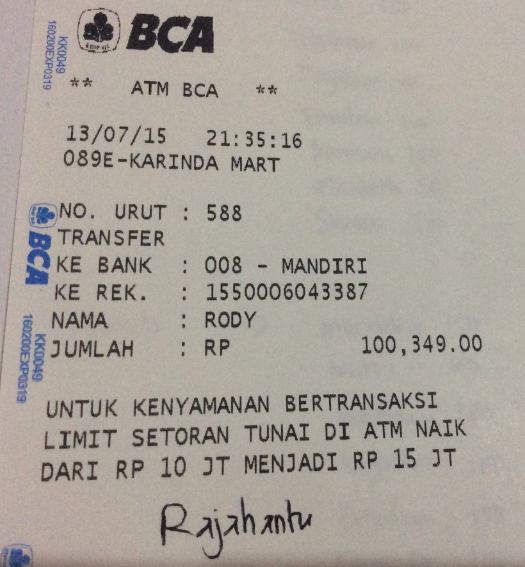 BCA
** ATM BCA **
13/07/15 21:35:16
089E-KARINDA MART
NO. URUT : 588
TRANSFER
KE BANK : 008 - MANDIRI
KE REK. : 1550006043387
NAMA : RODY
JUMLAH : RP 100,349.00
UNTUK KENYAMANAN BERTRANSAKSI
LIMIT SETORAN TUNAI DI ATM NAIK
DARI RP 10 JT MENJADI RP 15 JT
Rajahantu
KK0049
160200EXP0319
BCA
KK0049
160200EXP0319